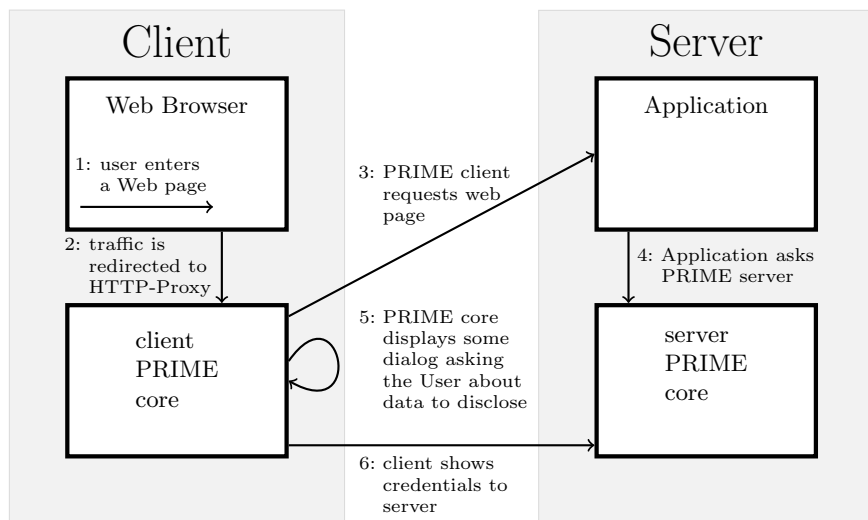 Client
Server
Web Browser
1: user enters
a Web page
2: traffic is
redirected to
HTTP-Proxy
client
PRIME
core
3: PRIME client
requests web
page
5: PRIME core
displays some
dialog asking
the User about
data to disclose
6: client shows
credentials to
server
Application
4: Application asks
PRIME server
server
PRIME
core